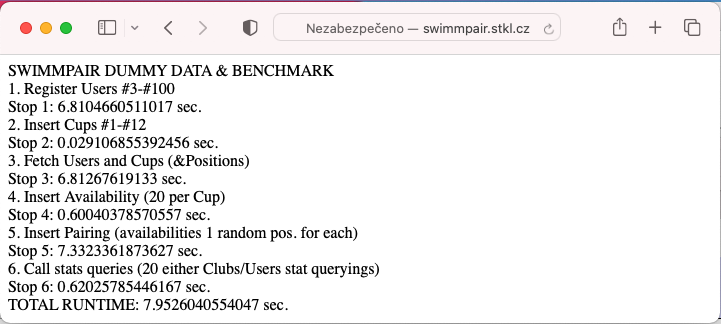 Nezabezpečeno — swimmpair.stkl.cz
SWIMMPAIR DUMMY DATA & BENCHMARK
1. Register Users #3-#100
Stop 1: 6.8104660511017 sec.
2. Insert Cups #1-#12
Stop 2: 0.029106855392456 sec.
3. Fetch Users and Cups (&Positions)
Stop 3: 6.81267619133 sec.
4. Insert Availability (20 per Cup)
Stop 4: 0.60040378570557 sec.
5. Insert Pairing (availabilities 1 random pos. for each)
Stop 5: 7.3323361873627 sec.
6. Call stats queries (20 either Clubs/Users stat queryings)
Stop 6: 0.62025785446167 sec.
TOTAL RUNTIME: 7.9526040554047 sec.